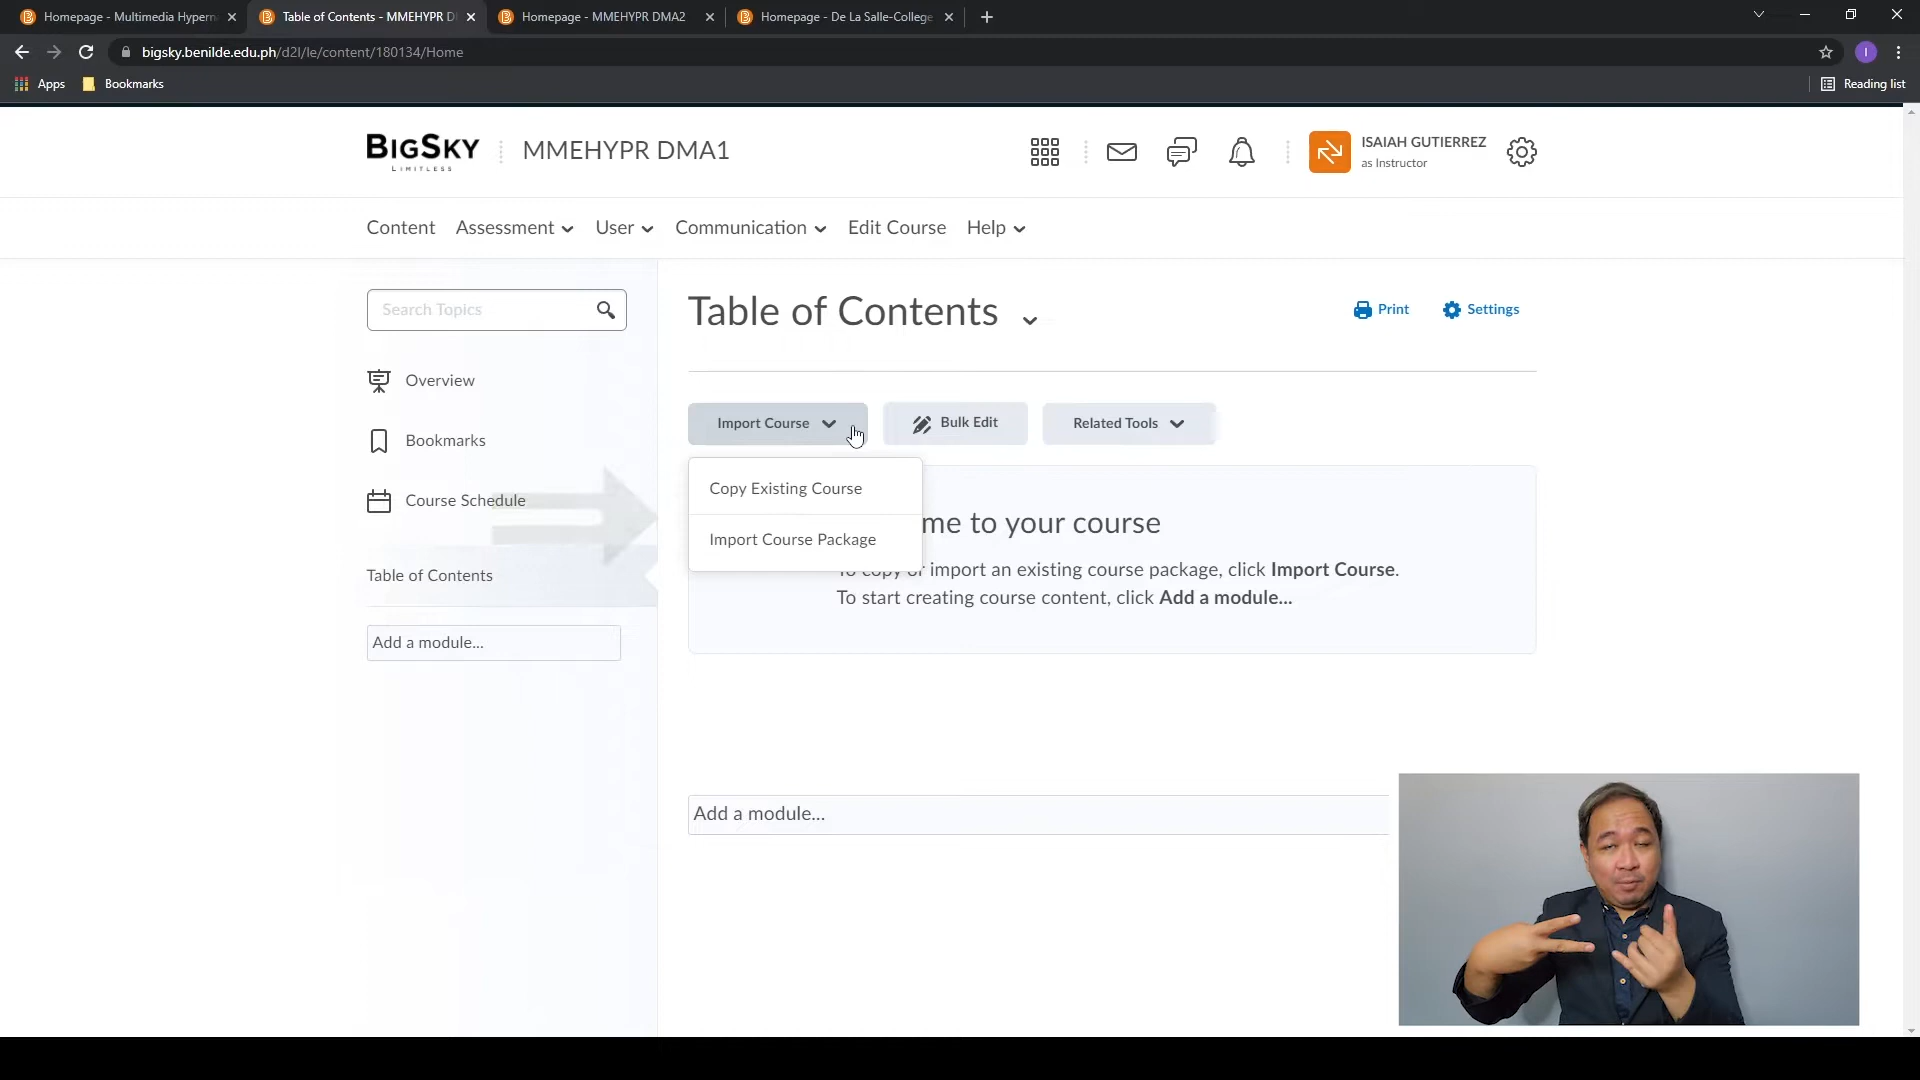 Homepage - Multimedia Hypern
Table of Contents - MMEHYPR D
Homepage - MMEHYPR DMA2
Homepage - De La Salle-College
bigsky.benilde.edu.ph/d2l/le/content/180134/Home
I
Apps
Bookmarks
Reading list
BIGSKY
LIMITLESS
MMEHYPR DMA1
ISAIAH GUTIERREZ
as Instructor
Content
Assessment
User
Communication
Edit Course
Help
Search Topics
Table of Contents
Print
Settings
Overview
Bookmarks
Course Schedule
Table of Contents
Add a module...
Import Course
Bulk Edit
Related Tools
Copy Existing Course
Import Course Package
me to your course
To copy or import an existing course package, click Import Course.
To start creating course content, click Add a module...
Add a module...